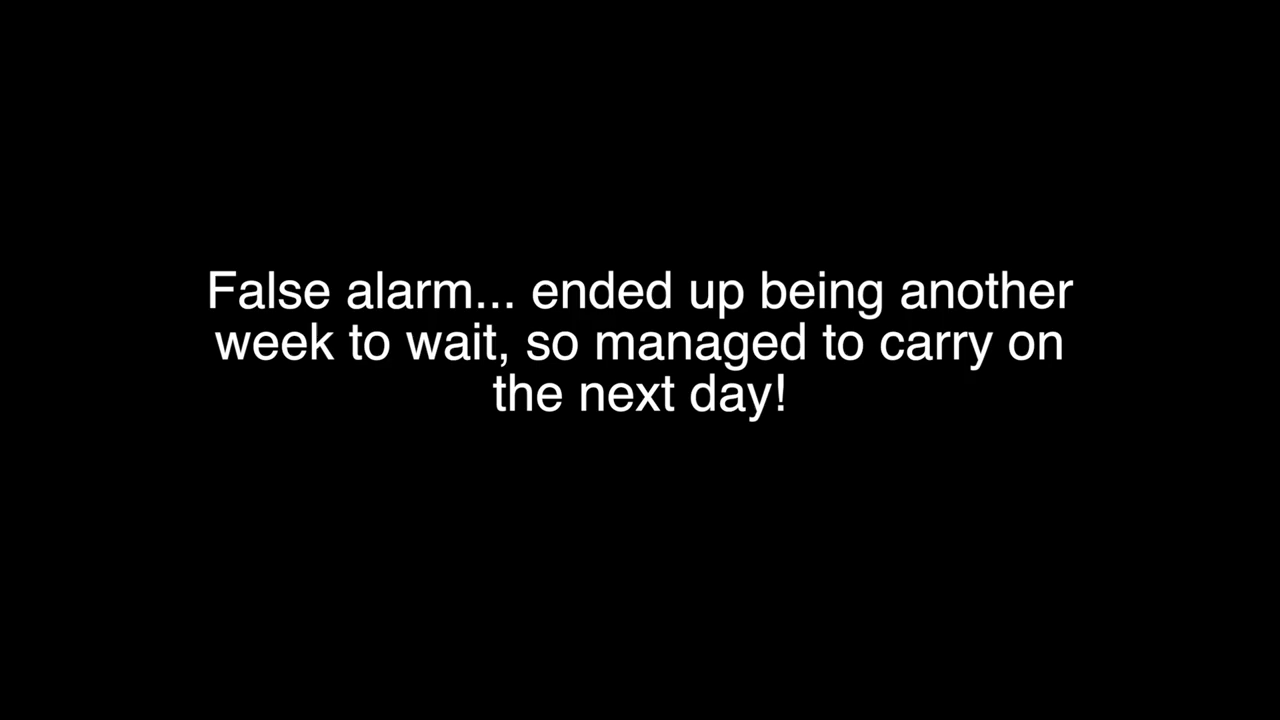 False alarm... ended up being another
week to wait, so managed to carry on
the next day!